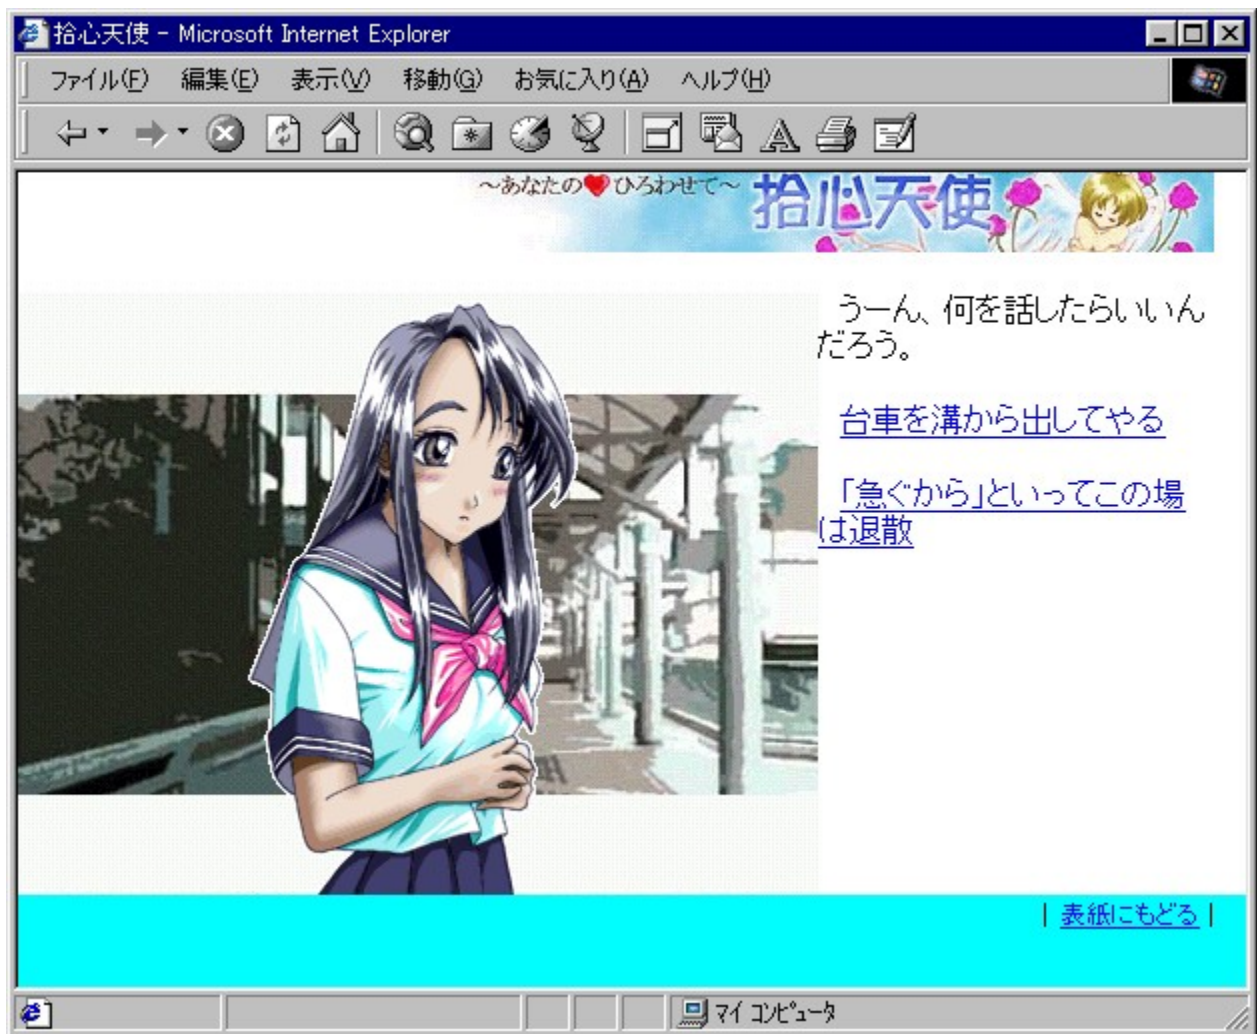 拾心天使 - Microsoft Internet Explorer
ファイル(F) 編集(E) 表示(V) 移動(G) お気に入り(A) ヘルプ(H)
～あなたの♥ひろわせて～ 拾心天使
うーん、何を話したらいいん
だろう。
台車を溝から出してやる
「急ぐから」といってこの場
は退散
| 表紙にもどる |
マイ コンピュータ